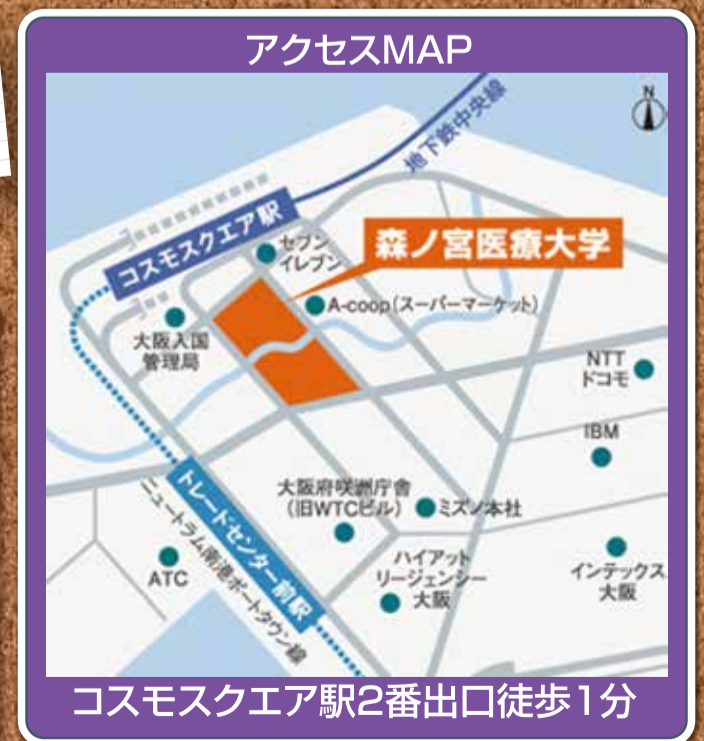 アクセスMAP
N
地下鉄中央線
コスモスクエア駅
セブン
イレブン
森ノ宮医療大学
A-coop(スーパーマーケット)
大阪入国
管理局
NTT
ドコモ
IBM
トレードセンター前駅
ニュートラム南港ポートタウン線
大阪府咲洲庁舎
(旧WTCビル)
ミズノ本社
ATC
ハイアット
リージェンシー
大阪
インテックス
大阪
コスモスクエア駅2番出口徒歩1分